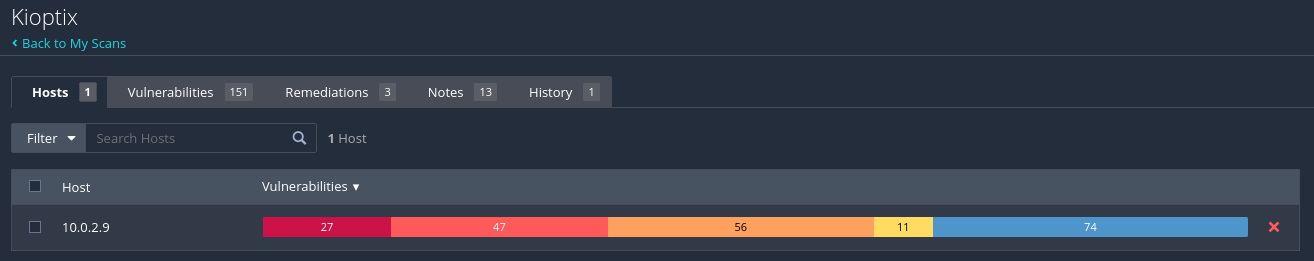 Kioptix
Back to My Scans
Hosts 1 Vulnerabilities 151 Remediations 3 Notes 13 History 1
Filter Search Hosts 1 Host
Host Vulnerabilities
10.0.2.9 27 47 56 11 74